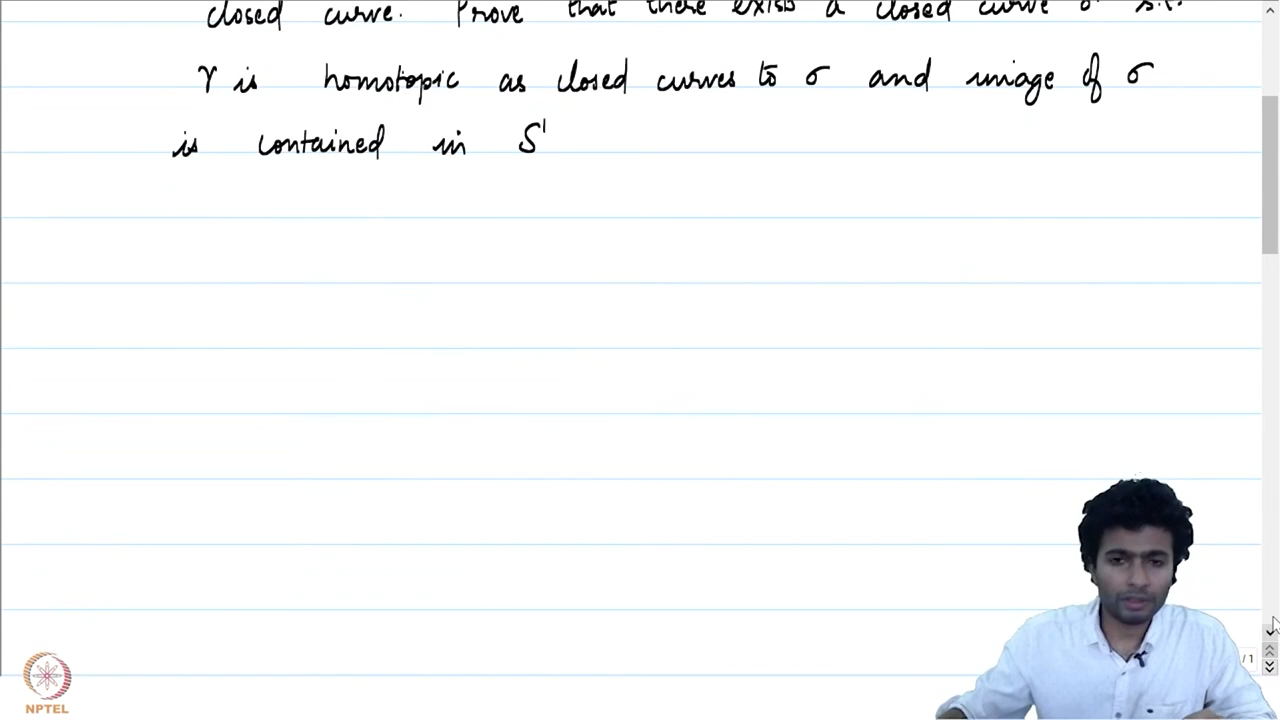 closed curve. Prove that there exists a closed curve σ s.t.
γ is homotopic as closed curves to σ and image of σ
is contained in S¹
/1
NPTEL